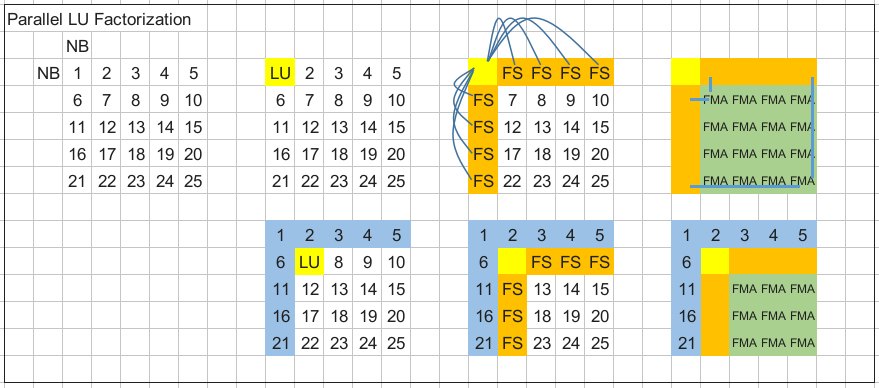 Parallel LU Factorization
NB
NB 1 2 3 4 5 LU 2 3 4 5 FS FS FS FS
6 7 8 9 10 6 7 8 9 10 FS 7 8 9 10 FMA FMA FMA FMA
11 12 13 14 15 11 12 13 14 15 FS 12 13 14 15 FMA FMA FMA FMA
16 17 18 19 20 16 17 18 19 20 FS 17 18 19 20 FMA FMA FMA FMA
21 22 23 24 25 21 22 23 24 25 FS 22 23 24 25 FMA FMA FMA FMA
1 2 3 4 5 1 2 3 4 5 1 2 3 4 5
6 LU 8 9 10 6 FS FS FS 6
11 12 13 14 15 11 FS 13 14 15 11 FMA FMA FMA
16 17 18 19 20 16 FS 18 19 20 16 FMA FMA FMA
21 22 23 24 25 21 FS 23 24 25 21 FMA FMA FMA